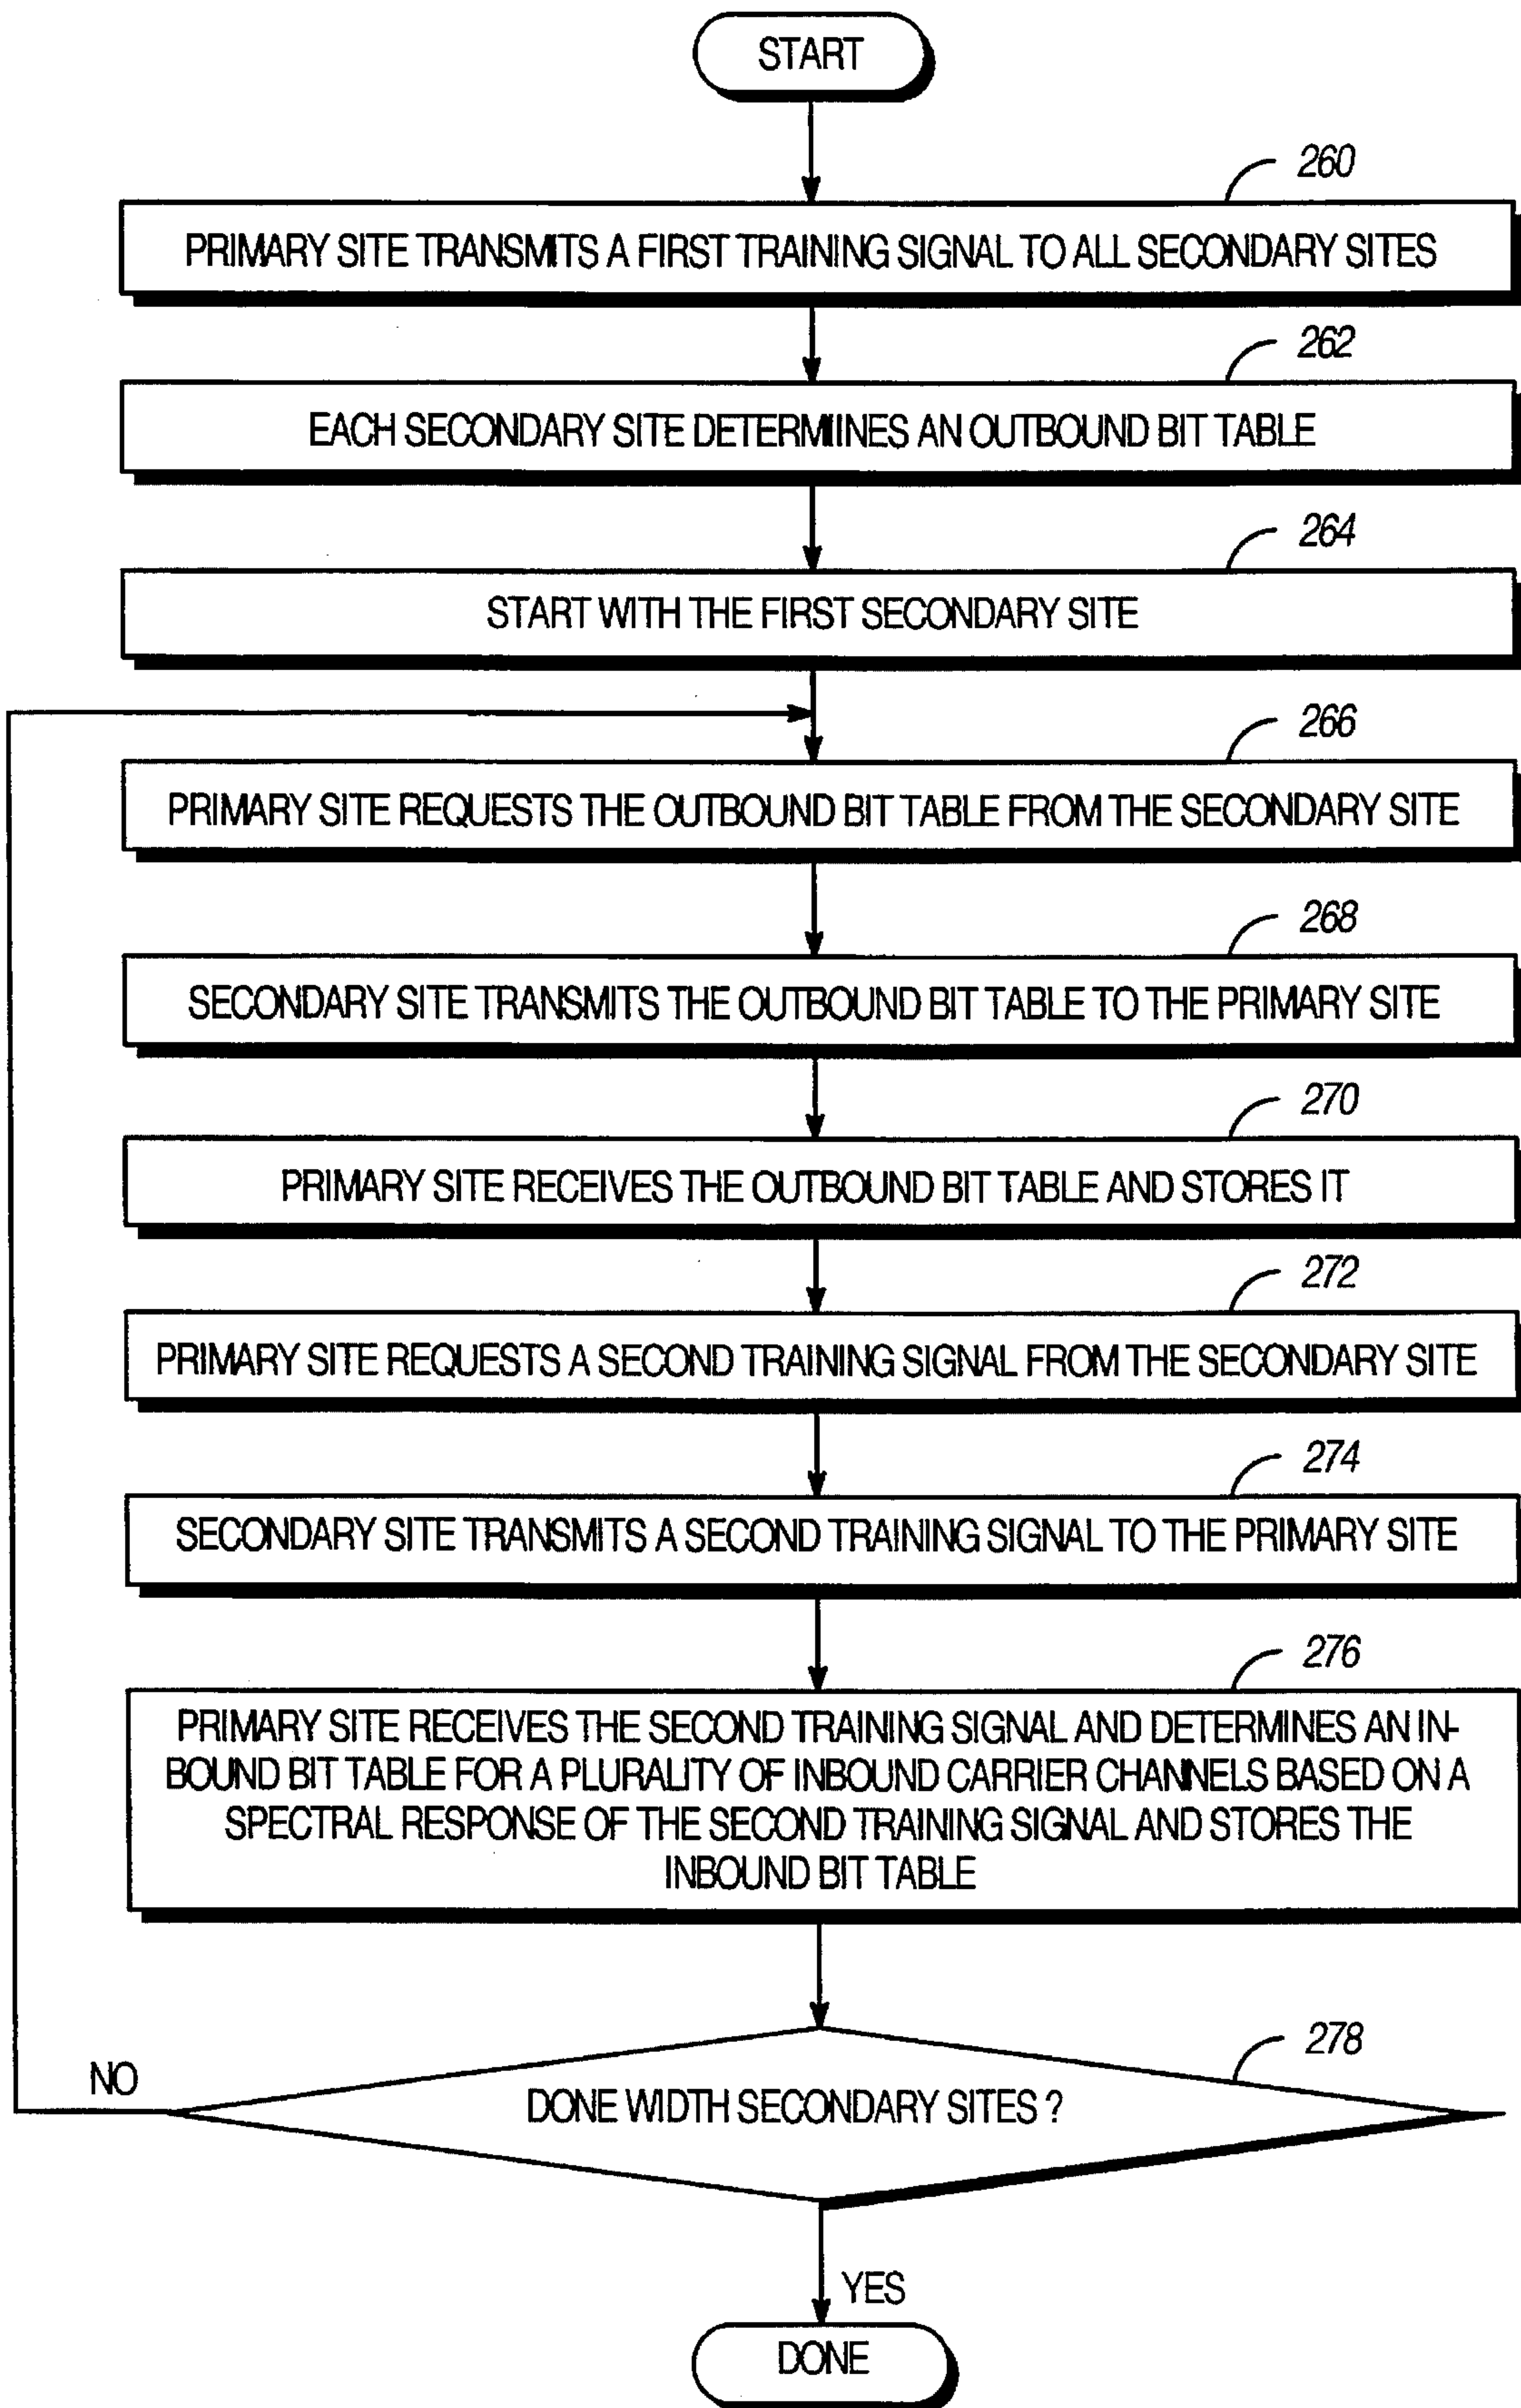 START
260
PRIMARY SITE TRANSMITS A FIRST TRAINING SIGNAL TO ALL SECONDARY SITES
262
EACH SECONDARY SITE DETERMINES AN OUTBOUND BIT TABLE
264
START WITH THE FIRST SECONDARY SITE
266
PRIMARY SITE REQUESTS THE OUTBOUND BIT TABLE FROM THE SECONDARY SITE
268
SECONDARY SITE TRANSMITS THE OUTBOUND BIT TABLE TO THE PRIMARY SITE
270
PRIMARY SITE RECEIVES THE OUTBOUND BIT TABLE AND STORES IT
272
PRIMARY SITE REQUESTS A SECOND TRAINING SIGNAL FROM THE SECONDARY SITE
274
SECONDARY SITE TRANSMITS A SECOND TRAINING SIGNAL TO THE PRIMARY SITE
276
PRIMARY SITE RECEIVES THE SECOND TRAINING SIGNAL AND DETERMINES AN IN-
BOUND BIT TABLE FOR A PLURALITY OF INBOUND CARRIER CHANNELS BASED ON A
SPECTRAL RESPONSE OF THE SECOND TRAINING SIGNAL AND STORES THE
INBOUND BIT TABLE
278
NO
DONE WIDTH SECONDARY SITES ?
YES
DONE